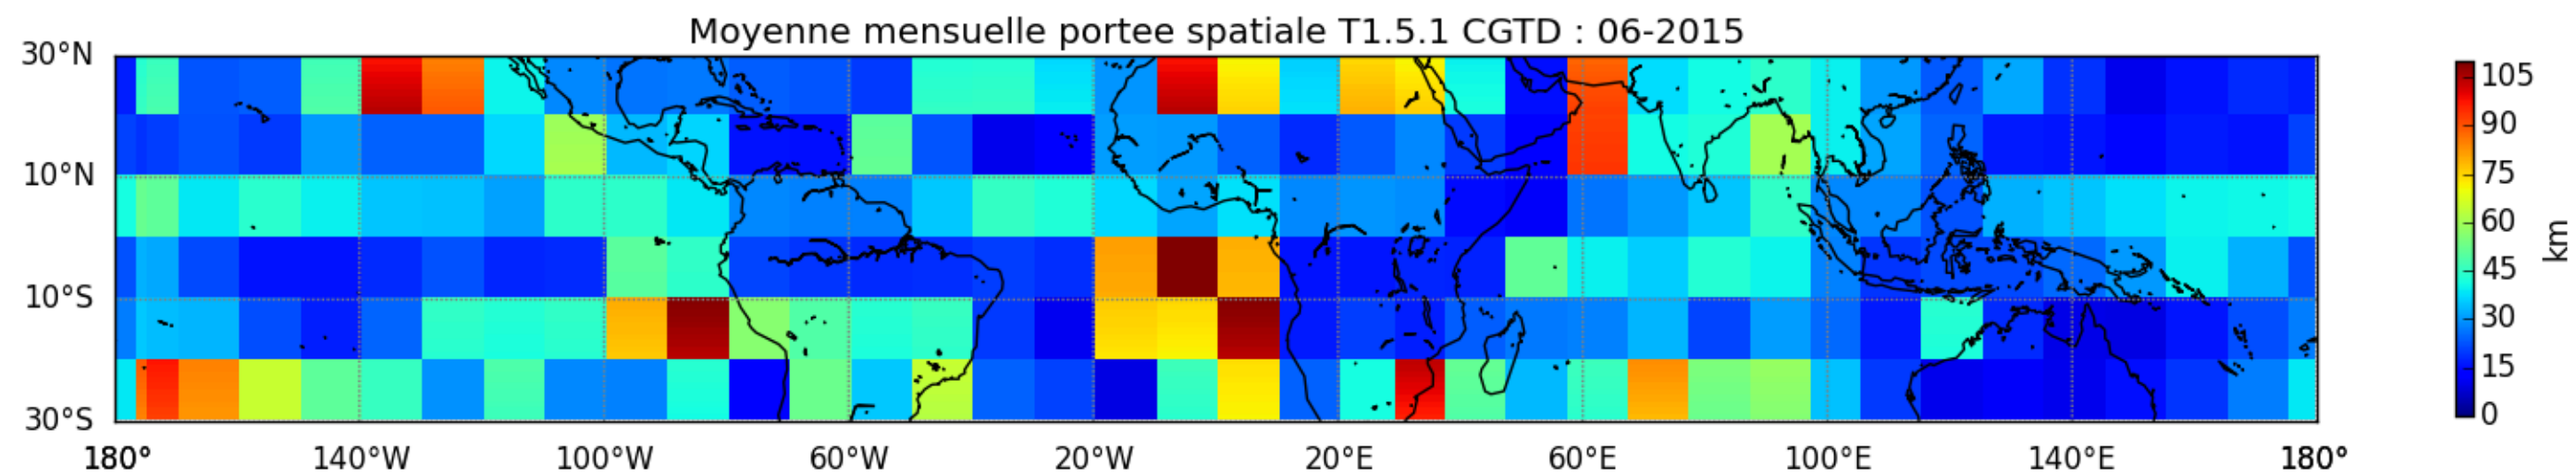 Moyenne mensuelle portee spatiale T1.5.1 CGTD : 06-2015
30°N
10°N
10°S
30°S
180° 140°W 100°W 60°W 20°W 20°E 60°E 100°E 140°E 180°
105
90
75
60
45
30
15
0
km